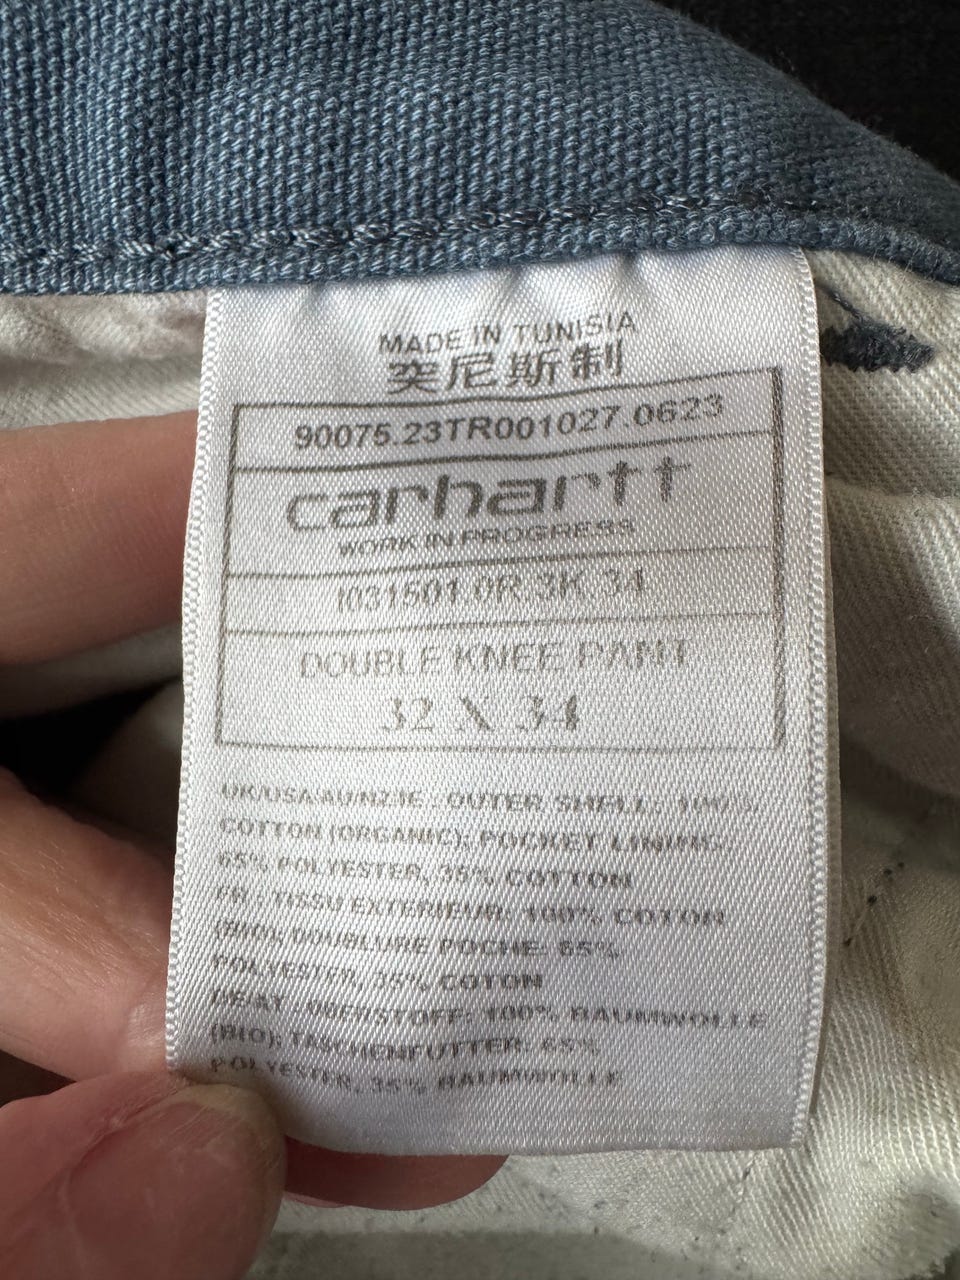 MADE IN TUNISIA
突尼斯制
90075.23TR001027.0623
carhartt
WORK IN PROGRESS
I031501.0R.3K.34
DOUBLE KNEE PANT
32 X 34
UK/USA/AU/NZ/IE : OUTER SHELL: 100%
COTTON (ORGANIC); POCKET LINING:
65% POLYESTER, 35% COTTON
FR : TISSU EXTERIEUR: 100% COTON
(BIO); DOUBLURE POCHE: 65%
POLYESTER, 35% COTON
DE/AT : OBERSTOFF: 100% BAUMWOLLE
(BIO); TASCHENFUTTER: 65%
POLYESTER, 35% BAUMWOLLE